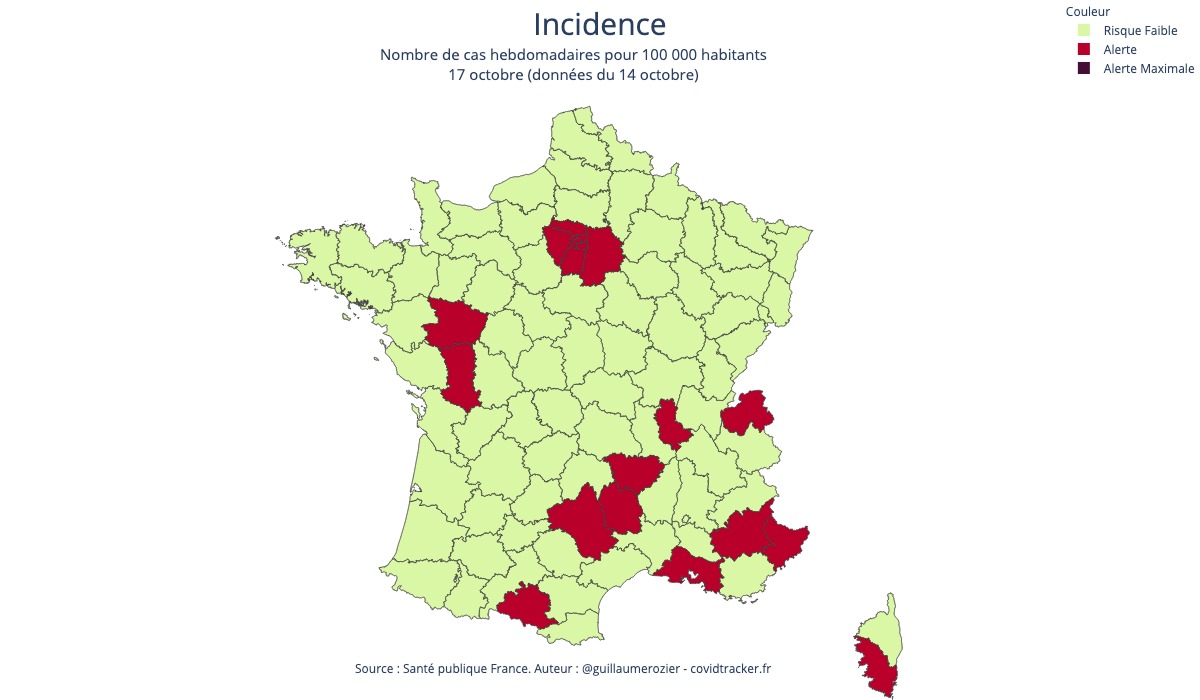 Incidence
Nombre de cas hebdomadaires pour 100 000 habitants
17 octobre (données du 14 octobre)
Couleur
Risque Faible
Alerte
Alerte Maximale
Source : Santé publique France. Auteur : @guillaumerozier - covidtracker.fr